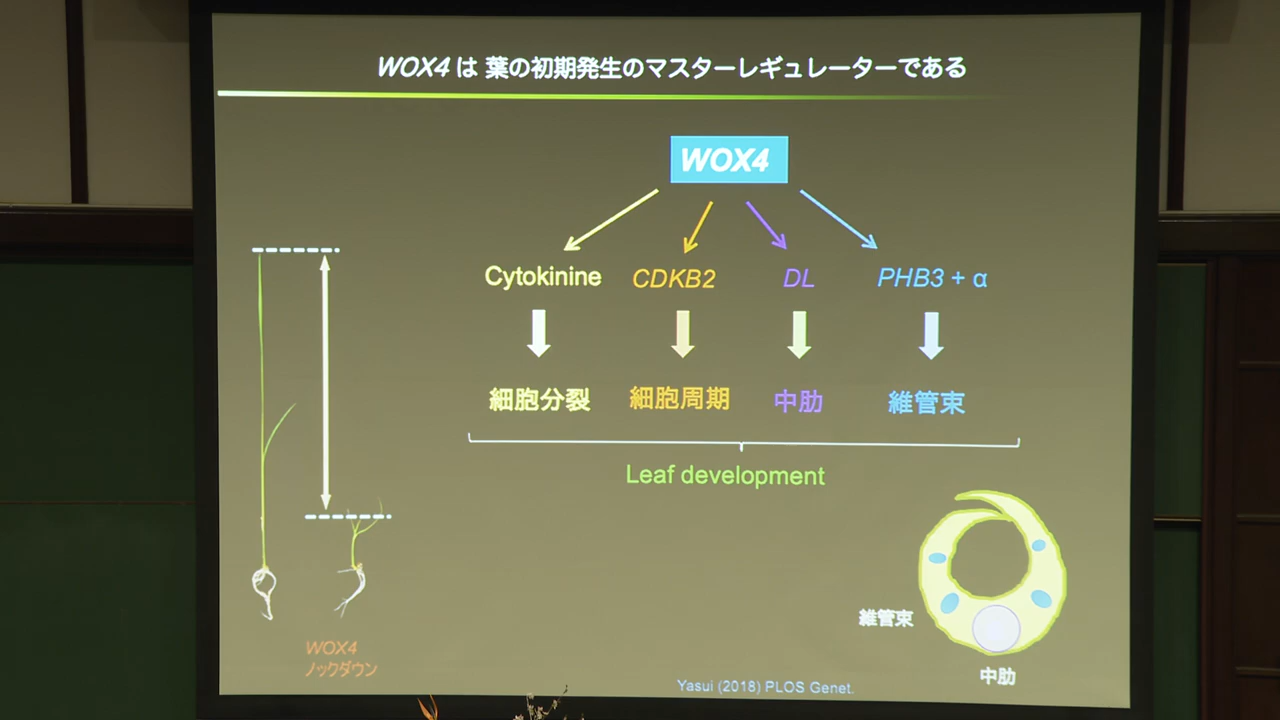 WOX4 は 葉の初期発生のマスターレギュレーターである
WOX4
Cytokinine CDKB2 DL PHB3 + α
細胞分裂 細胞周期 中肋 維管束
Leaf development
維管束
中肋
WOX4
ノックダウン
Yasui (2018) PLOS Genet.